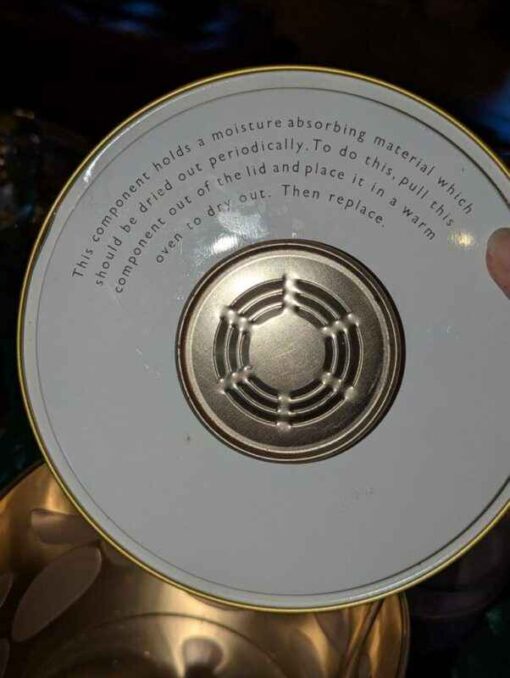 This component holds a moisture absorbing material which
should be dried out periodically. To do this, pull this
component out of the lid and place it in a warm
oven to dry out. Then replace.